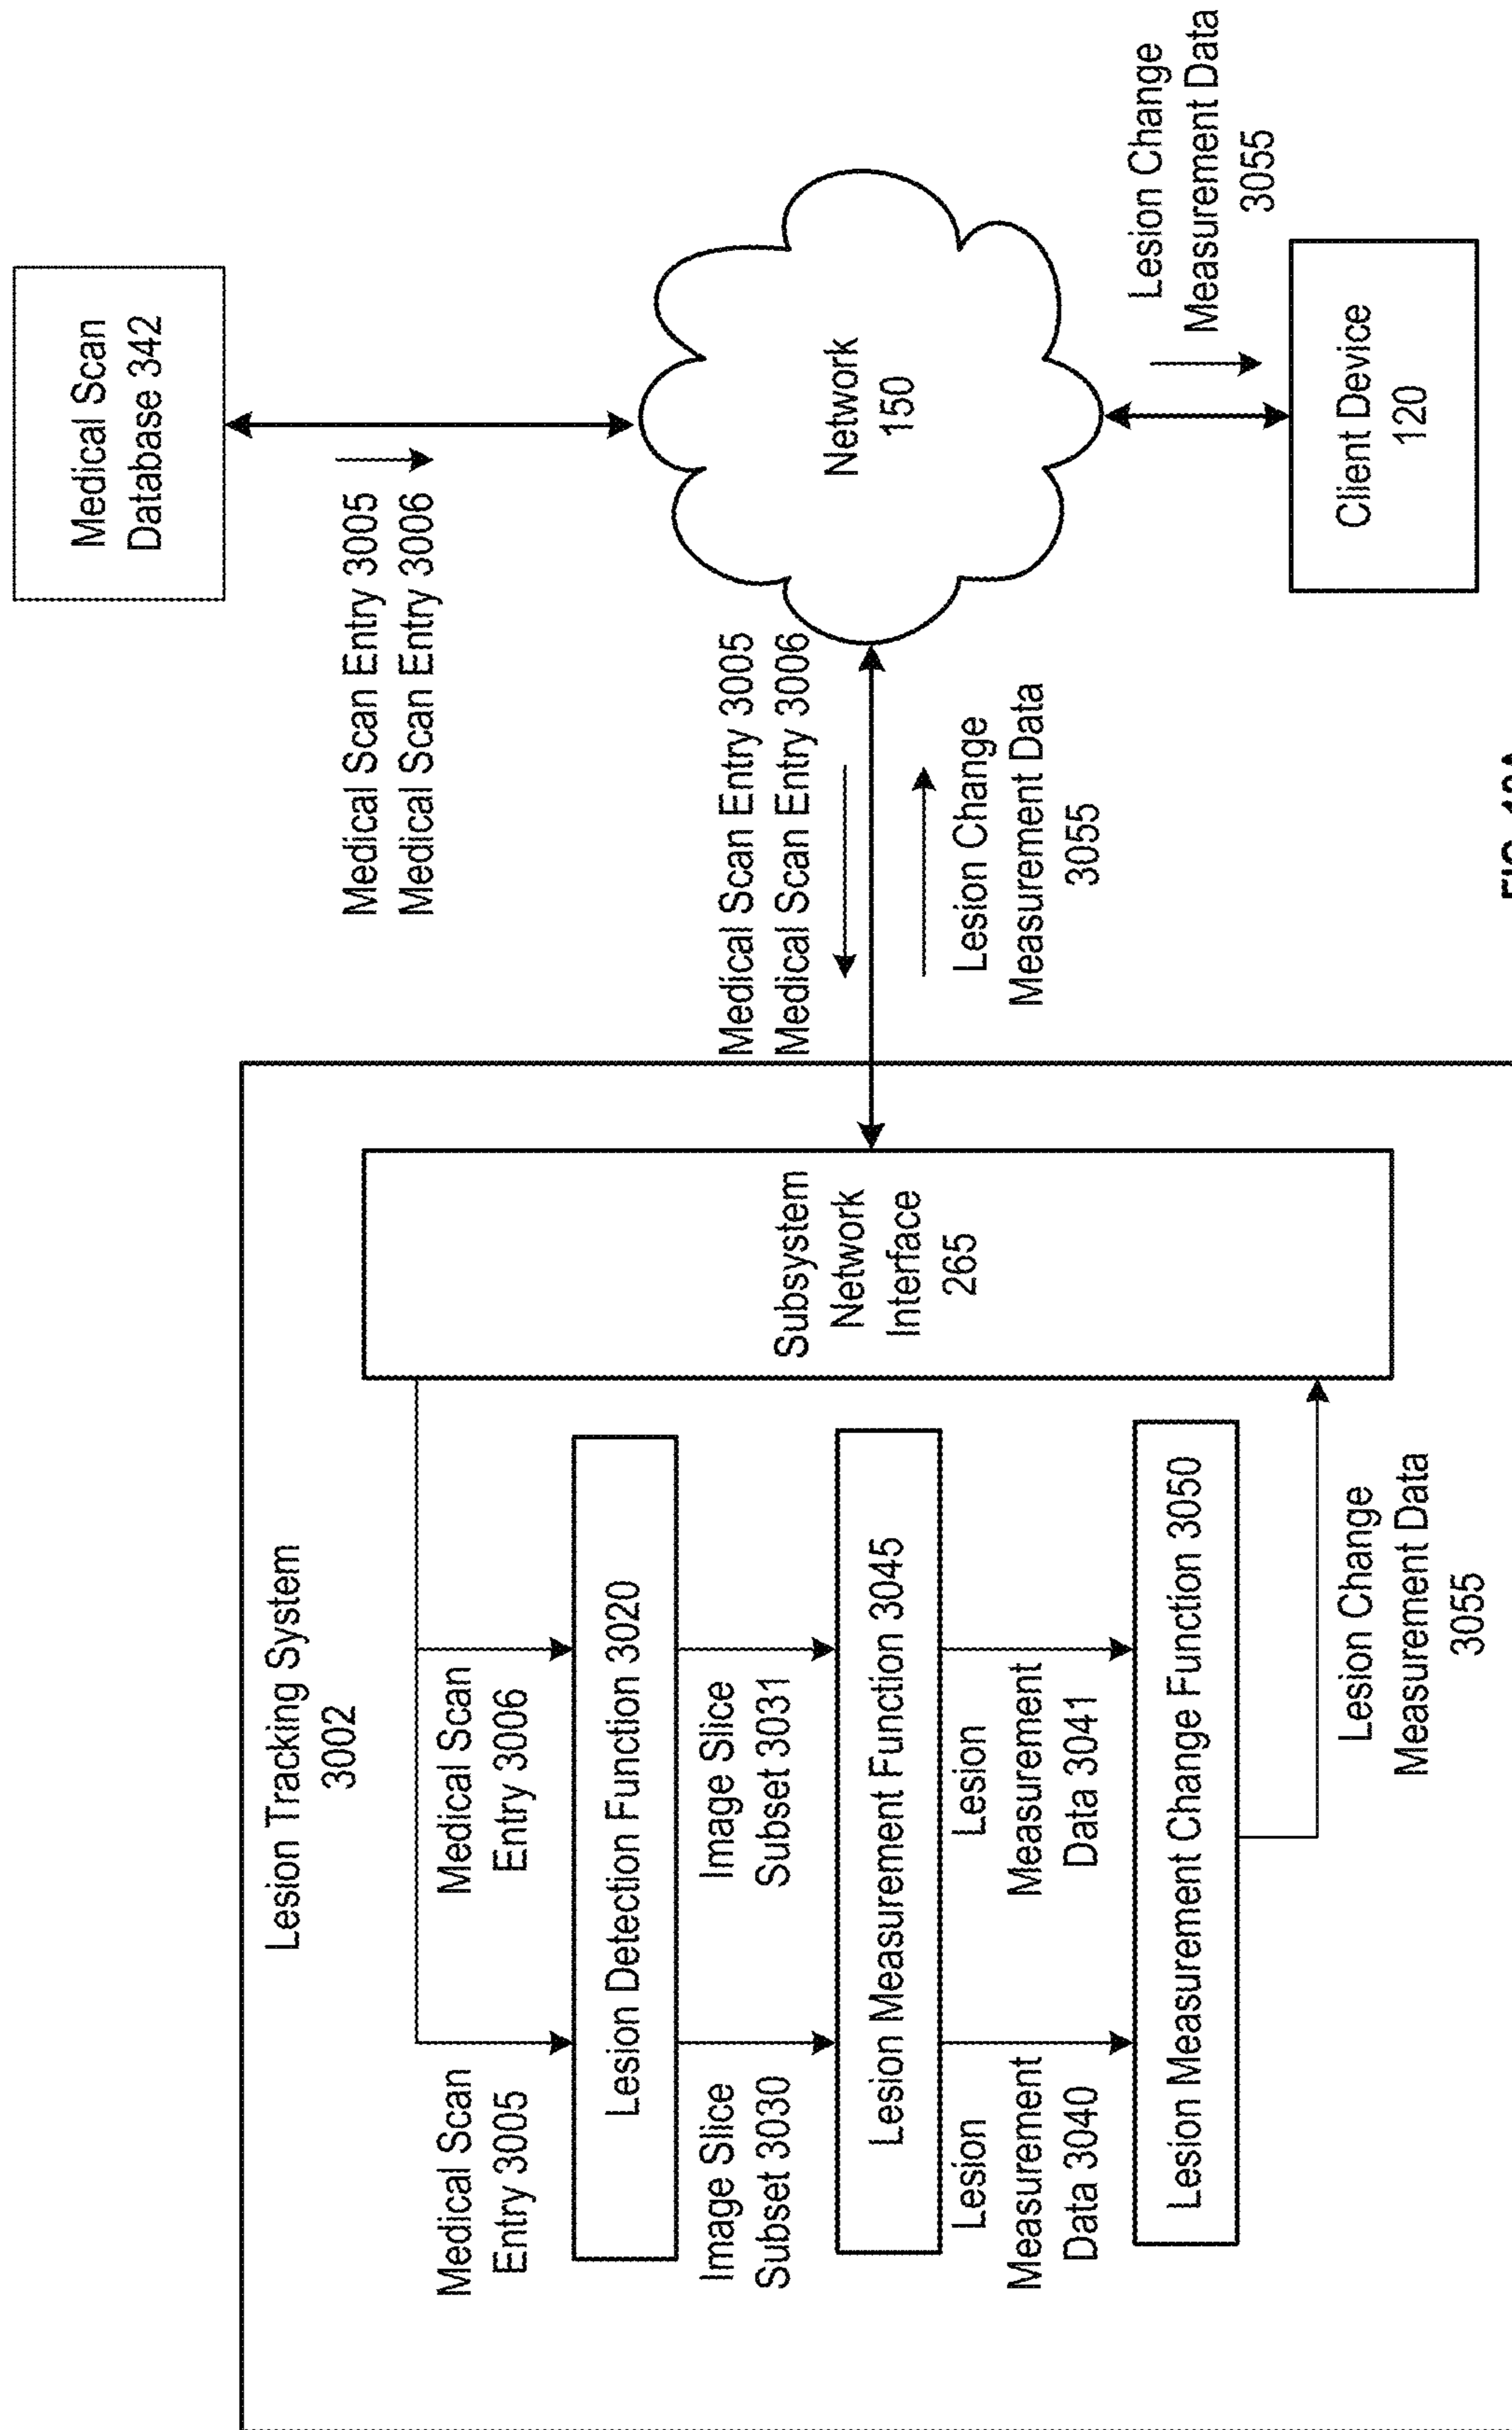 Lesion Tracking System
3002
Medical Scan
Entry 3005
Medical Scan
Entry 3006
Lesion Detection Function 3020
Image Slice
Subset 3030
Image Slice
Subset 3031
Lesion Measurement Function 3045
Lesion
Measurement
Data 3040
Lesion
Measurement
Data 3041
Lesion Measurement Change Function 3050
Lesion Change
Measurement Data
3055
Subsystem
Network
Interface
265
Medical Scan Entry 3005
Medical Scan Entry 3006
Lesion Change
Measurement Data
3055
Medical Scan
Database 342
Medical Scan Entry 3005
Medical Scan Entry 3006
Network
150
Lesion Change
Measurement Data
3055
Client Device
120